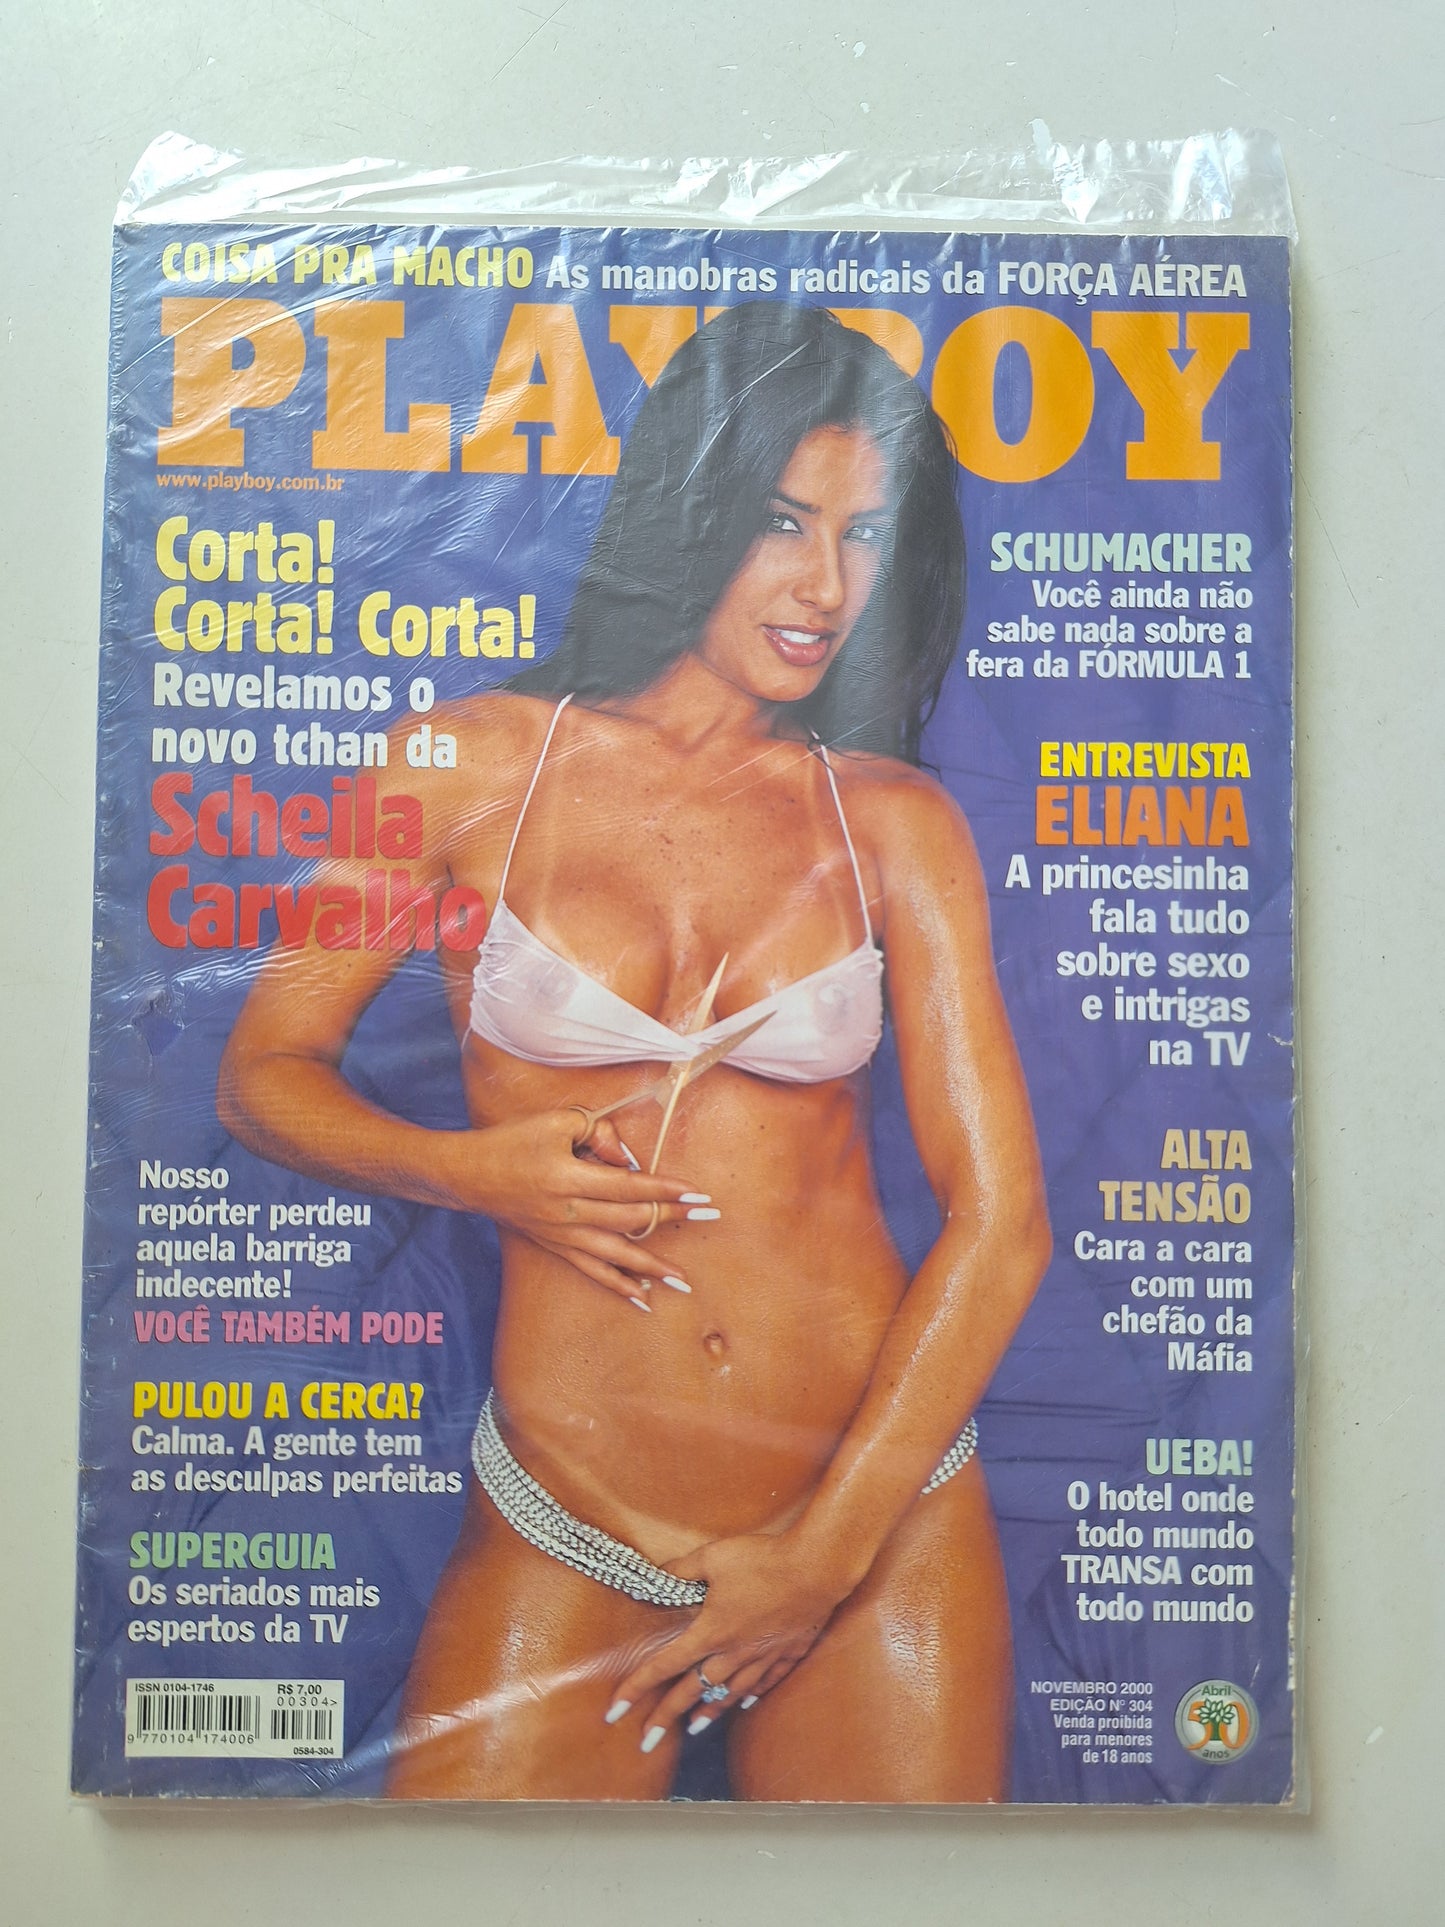 COISA PRA MACHO As manobras radicais da FORÇA AÉREA
PLAYBOY
www.playboy.com.br
Corta!
Corta! Corta!
Revelamos o
novo tchan da
Scheila
Carvalho
Nosso
repórter perdeu
aquela barriga
indecente!
VOCÊ TAMBÉM PODE
PULOU A CERCA?
Calma. A gente tem
as desculpas perfeitas
SUPERGUIA
Os seriados mais
espertos da TV
ISSN 0104-1746
R$ 7,00
00304>
9 770104 174006
0584-304
SCHUMACHER
Você ainda não
sabe nada sobre a
fera da FÓRMULA 1
ENTREVISTA
ELIANA
A princesinha
fala tudo
sobre sexo
e intrigas
na TV
ALTA
TENSÃO
Cara a cara
com um
chefão da
Máfia
UEBA!
O hotel onde
todo mundo
TRANSA com
todo mundo
NOVEMBRO 2000
EDIÇÃO Nº 304
Venda proibida
para menores
de 18 anos
Abril
50
anos